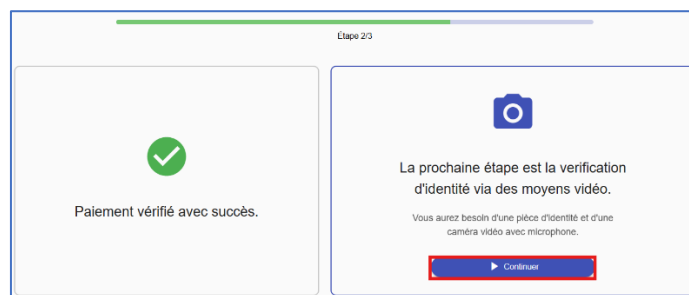 Étape 2/3
Paiement vérifié avec succès.
La prochaine étape est la verification
d'identité via des moyens vidéo.
Vous aurez besoin d'une pièce d'identité et d'une
caméra vidéo avec microphone.
Continuer